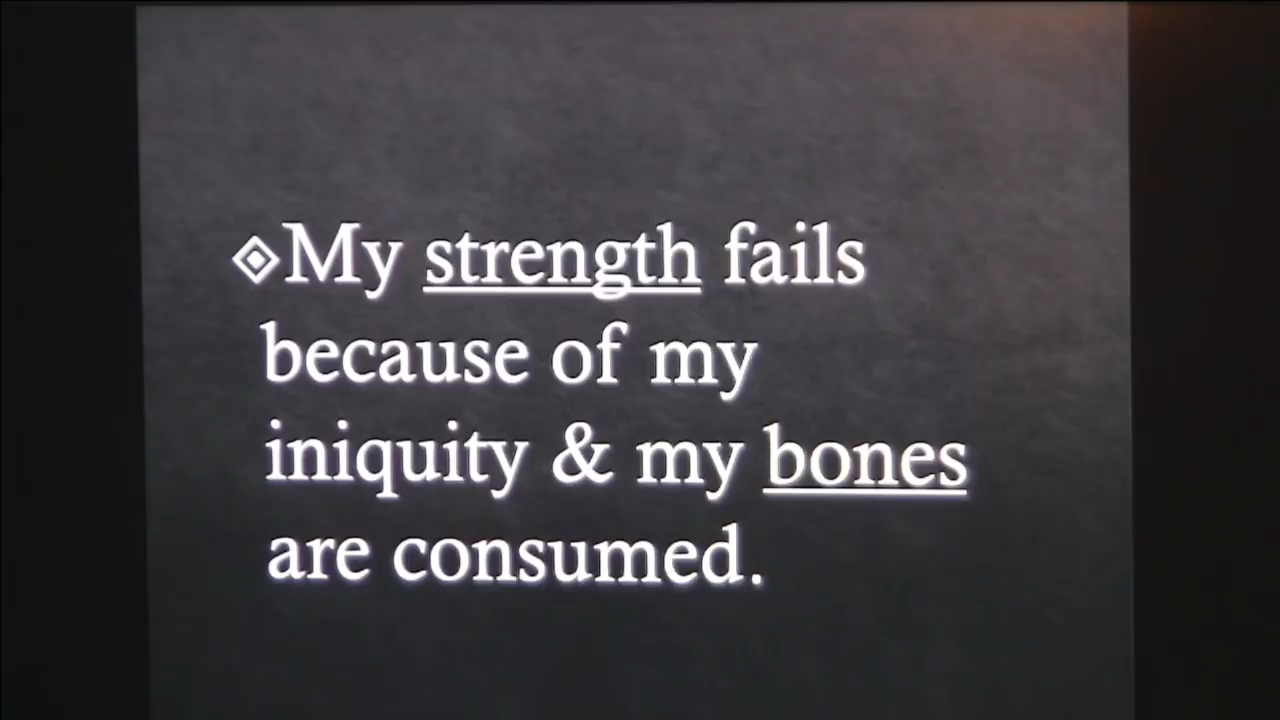 My strength fails
because of my
iniquity & my bones
are consumed.